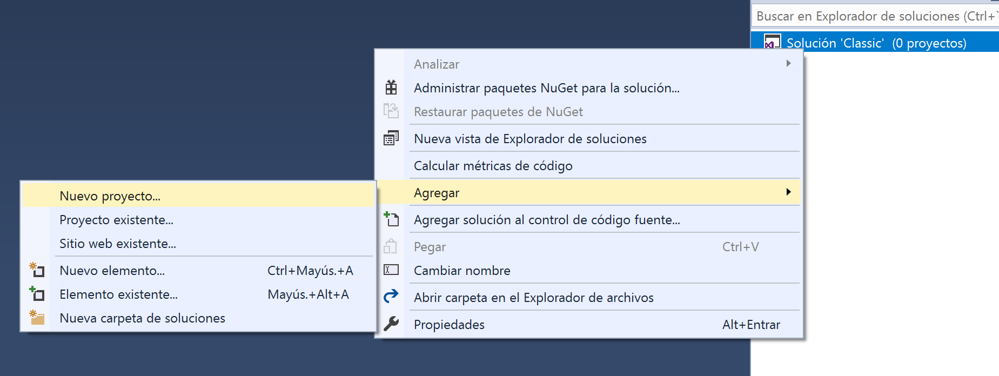 Buscar en Explorador de soluciones (Ctrl+`
Solución 'Classic' (0 proyectos)
Analizar
Administrar paquetes NuGet para la solución...
Restaurar paquetes de NuGet
Nueva vista de Explorador de soluciones
Calcular métricas de código
Agregar
Agregar solución al control de código fuente...
Pegar Ctrl+V
Cambiar nombre
Abrir carpeta en el Explorador de archivos
Propiedades Alt+Entrar
Nuevo proyecto...
Proyecto existente...
Sitio web existente...
Nuevo elemento... Ctrl+Mayús.+A
Elemento existente... Mayús.+Alt+A
Nueva carpeta de soluciones